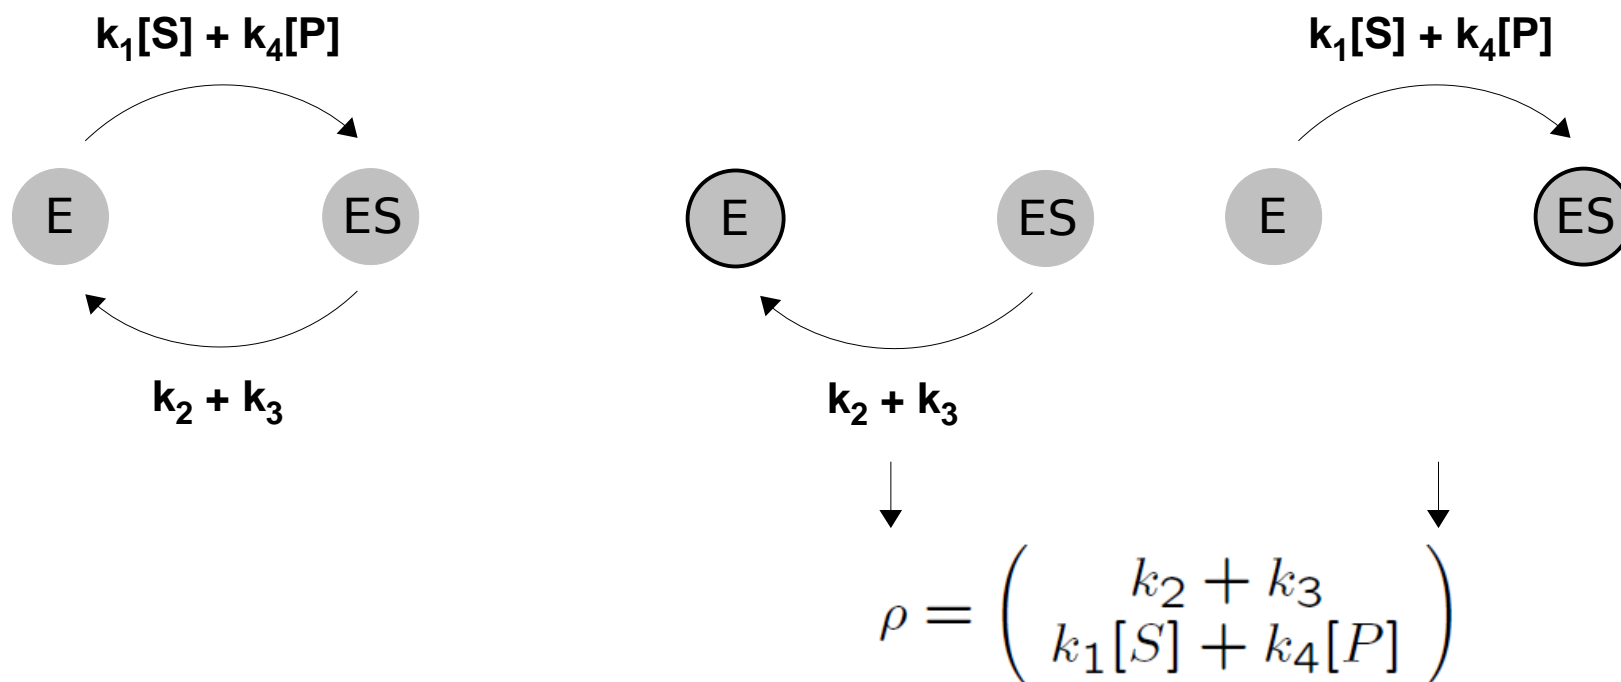 k₁[S] + k₄[P]
k₁[S] + k₄[P]
E
ES
E
ES
E
ES
k₂ + k₃
k₂ + k₃
ρ = ( k₂ + k₃
k₁[S] + k₄[P] )